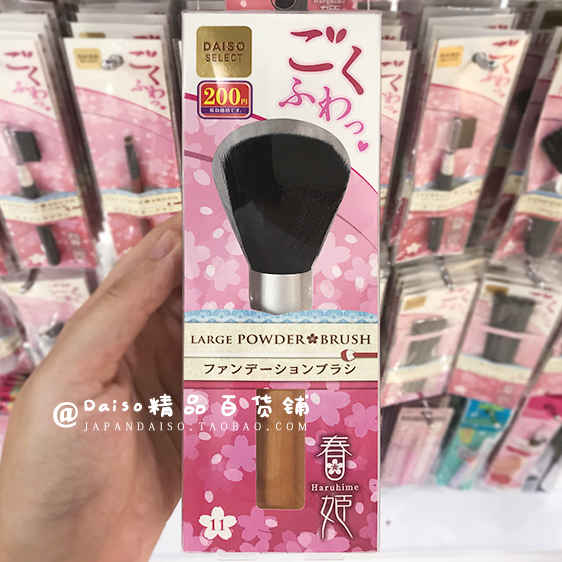 DAISO
SELECT
ごく
ふわっ
200円
LARGE POWDER BRUSH
ファンデーションブラシ
@Daiso精品百货铺
JAPANDAISO.TAOBAO.COM
春姫
Haruhime
11